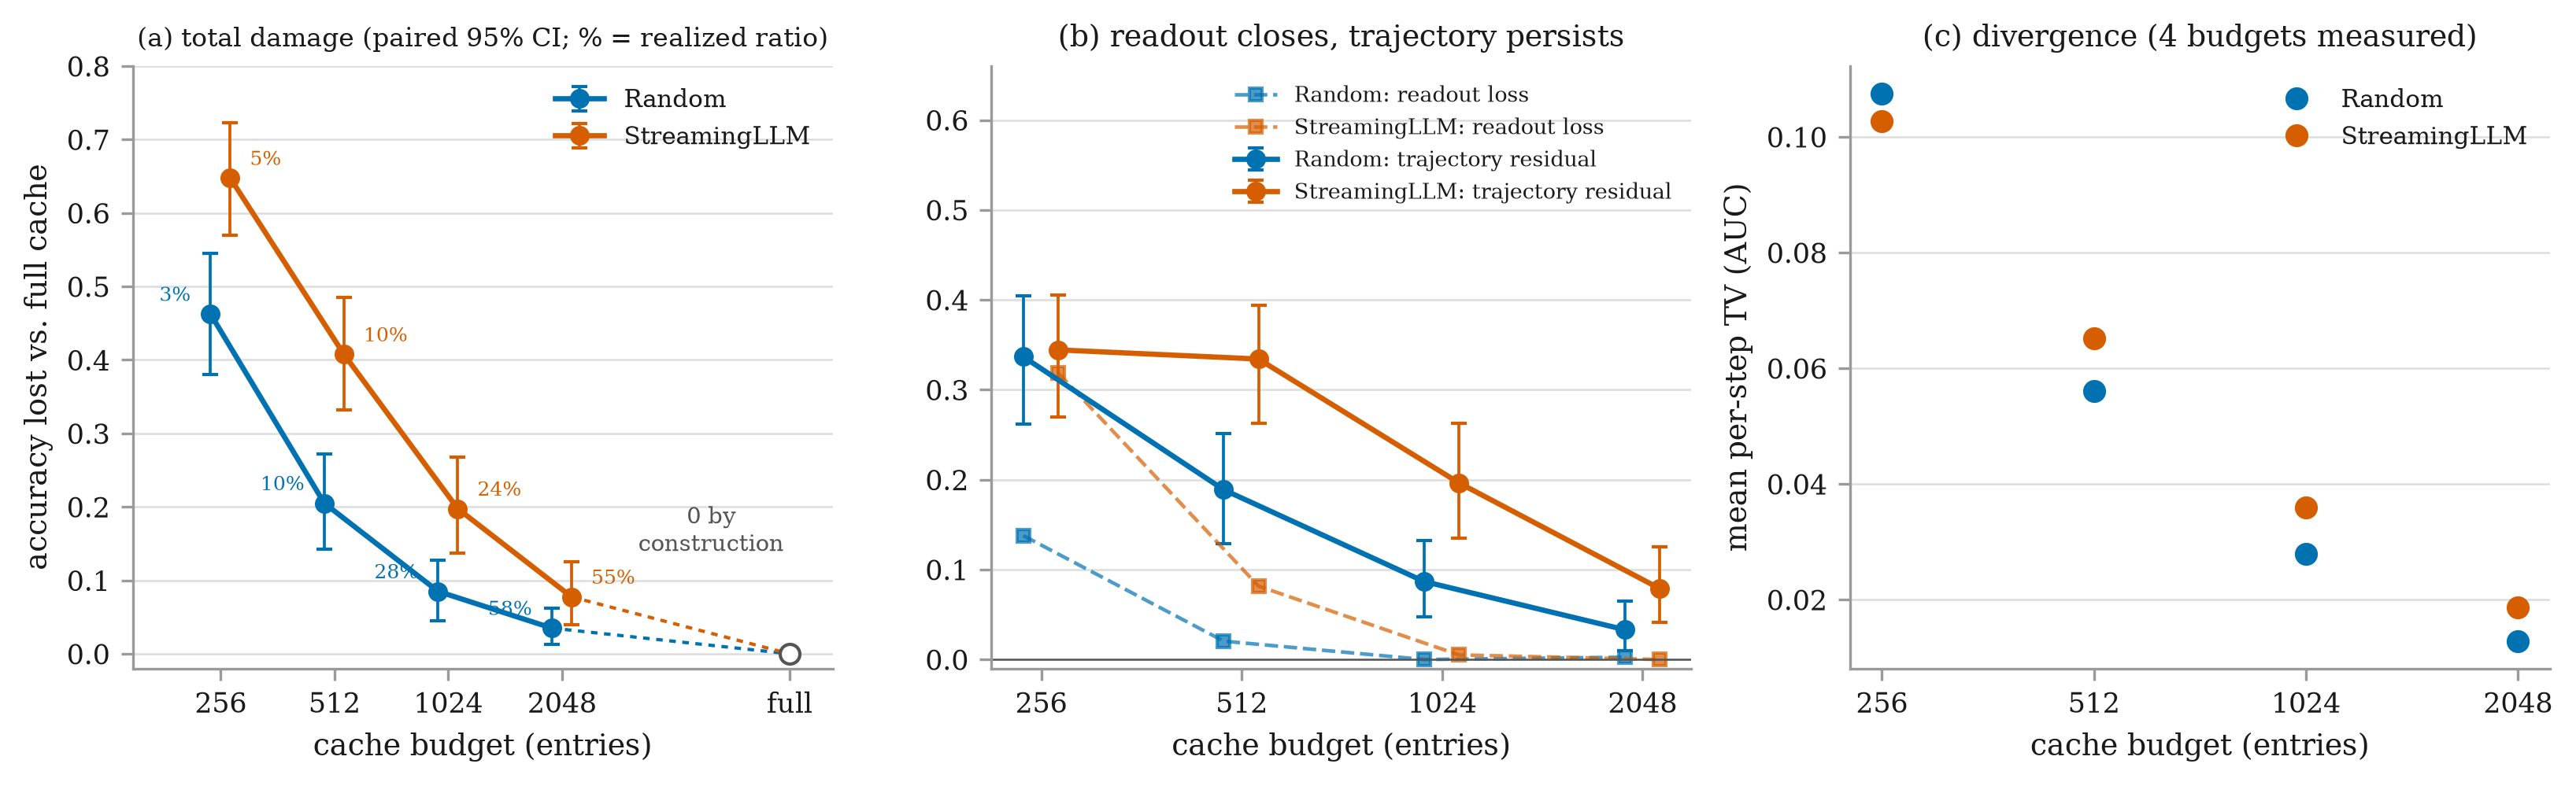 (a) total damage (paired 95% CI; % = realized ratio)
accuracy lost vs. full cache
0.8
0.7
0.6
0.5
0.4
0.3
0.2
0.1
0.0
Random
StreamingLLM
5%
3%
10%
10%
24%
28%
55%
58%
0 by
construction
256
512
1024
2048
full
cache budget (entries)
(b) readout closes, trajectory persists
0.6
0.5
0.4
0.3
0.2
0.1
0.0
Random: readout loss
StreamingLLM: readout loss
Random: trajectory residual
StreamingLLM: trajectory residual
256
512
1024
2048
cache budget (entries)
(c) divergence (4 budgets measured)
mean per-step TV (AUC)
0.10
0.08
0.06
0.04
0.02
Random
StreamingLLM
256
512
1024
2048
cache budget (entries)